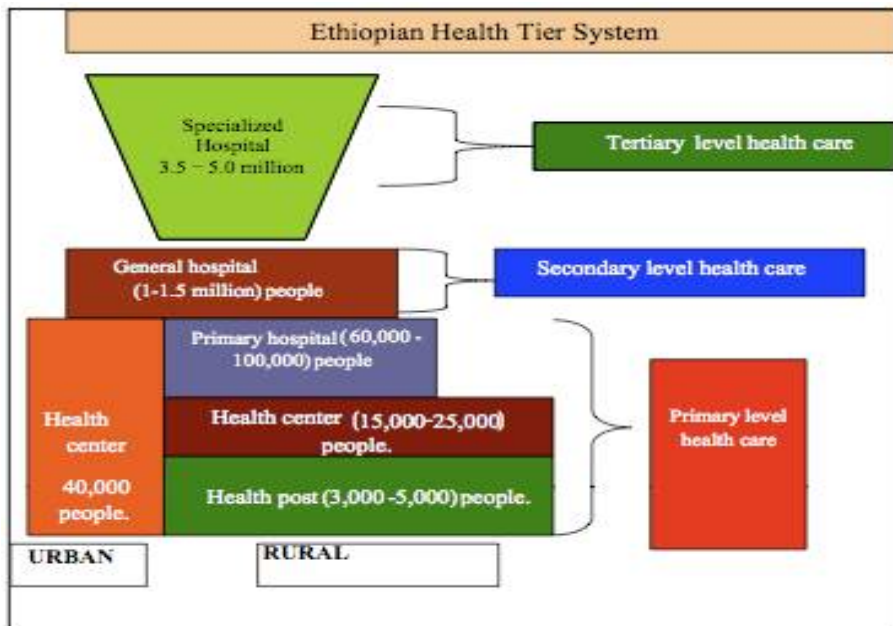 Ethiopian Health Tier System
Specialized
Hospital
3.5 – 5.0 million
Tertiary level health care
General hospital
(1-1.5 million) people
Secondary level health care
Primary hospital (60,000 -
100,000) people
Health center (15,000-25,000)
people.
Health post (3,000 -5,000) people.
Health
center
40,000
people.
Primary level
health care
URBAN
RURAL